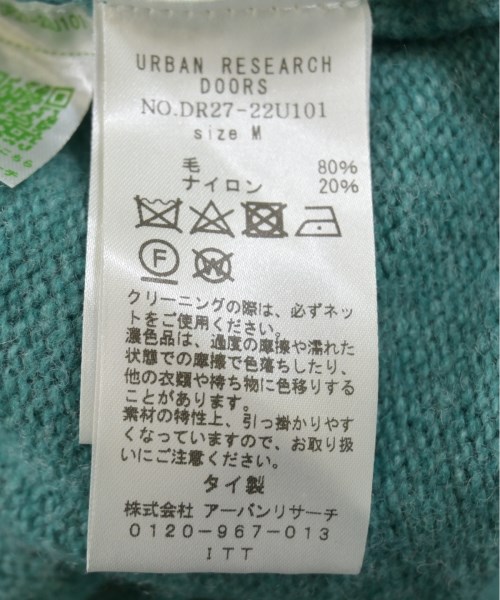 URBAN RESEARCH
DOORS
NO.DR27-22U101
size M
毛 80%
ナイロン 20%
F
W
クリーニングの際は、必ずネッ
トをご使用ください。
濃色品は、過度の摩擦や濡れた
状態での摩擦で色落ちしたり、
他の衣類や持ち物に色移りする
ことがあります。
素材の特性上、引っ掛かりやす
くなっていますので、お取り扱
いにご注意ください。
タイ製
株式会社 アーバンリサーチ
0120-967-013
ITT
こちら